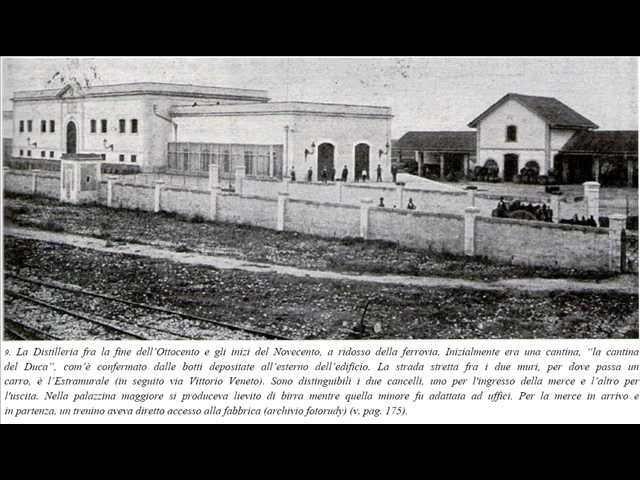 9. La Distilleria fra la fine dell'Ottocento e gli inizi del Novecento, a ridosso della ferrovia. Inizialmente era una cantina, "la cantina
del Duca", com'è confermato dalle botti depositate all'esterno dell'edificio. La strada stretta fra i due muri, per dove passa un
carro, è l'Estramurale (in seguito via Vittorio Veneto). Sono distinguibili i due cancelli, uno per l'ingresso della merce e l'altro per
l'uscita. Nella palazzina maggiore si produceva lievito di birra mentre quella minore fu adattata ad uffici. Per la merce in arrivo e
in partenza, un trenino aveva diretto accesso alla fabbrica (archivio fotorudy) (v. pag. 175).